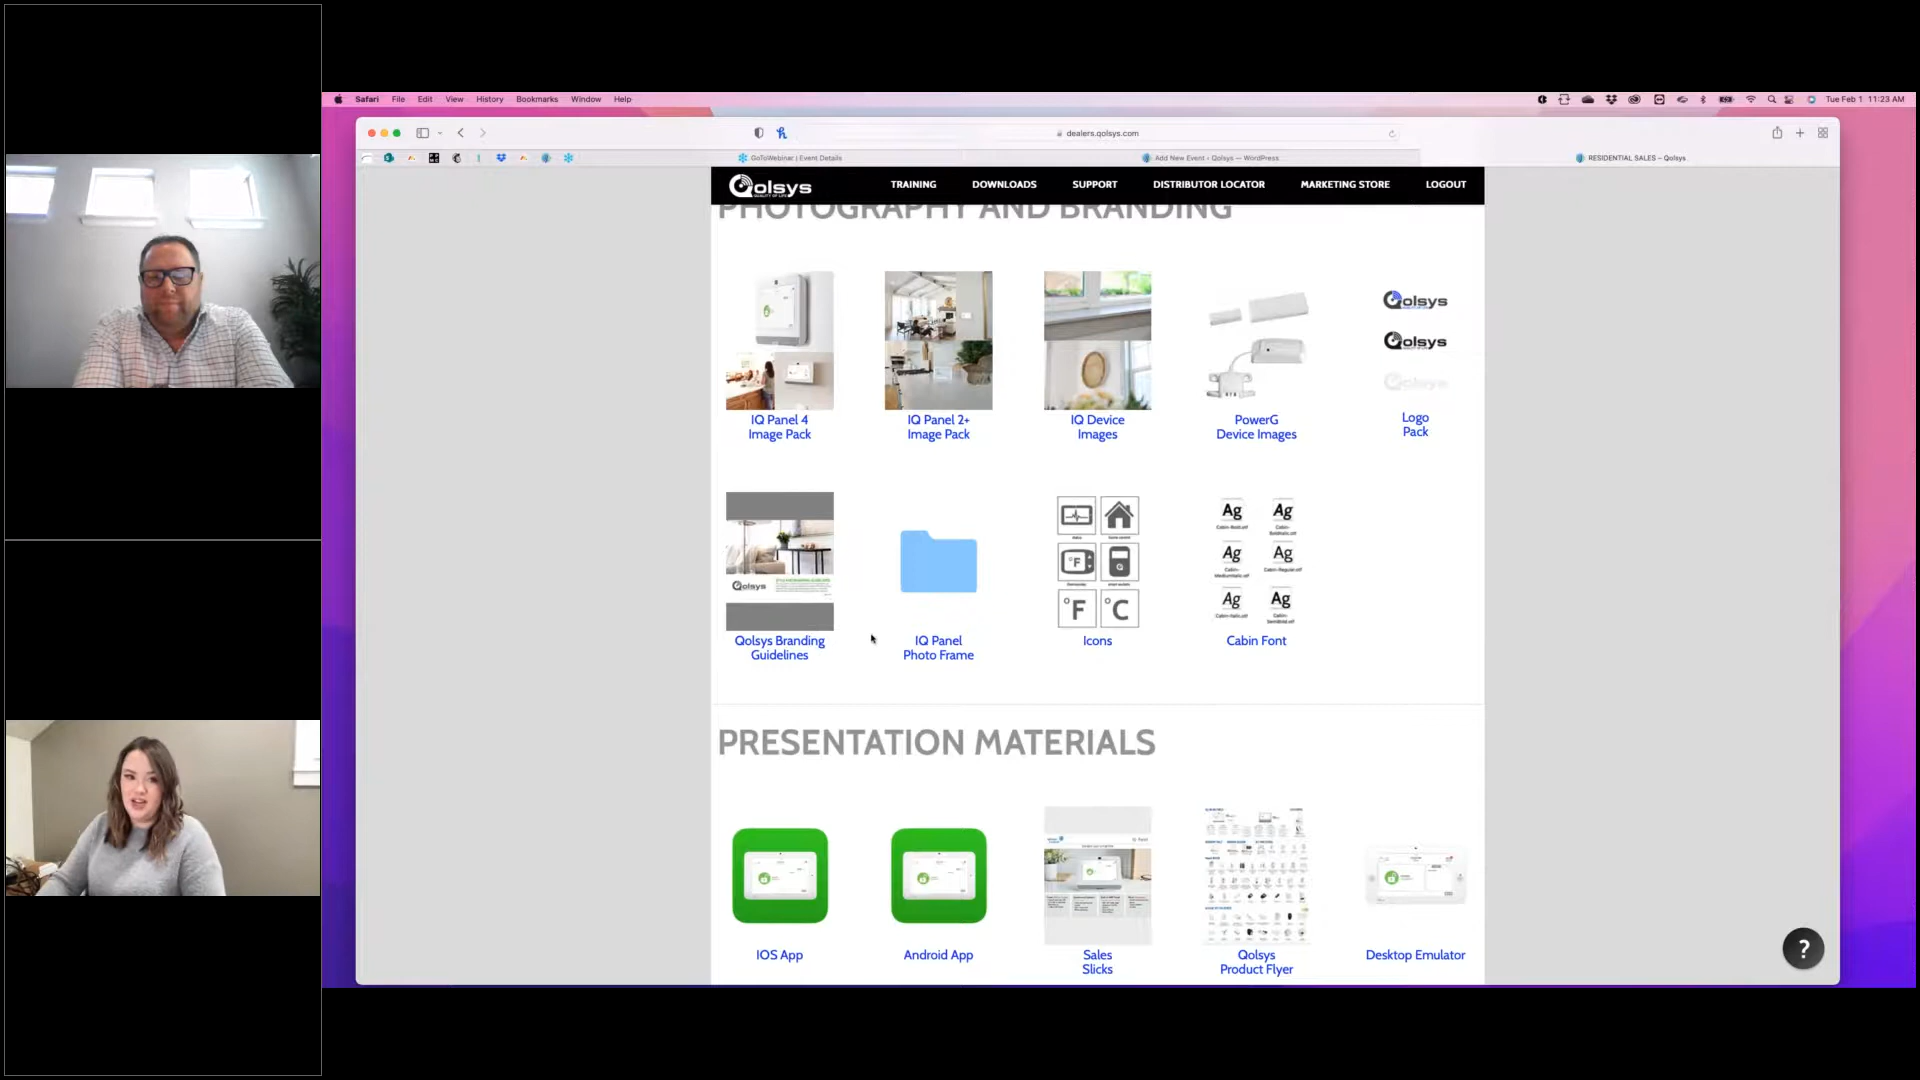 Safari File Edit View History Bookmarks Window Help
Tue Feb 1 11:23 AM
dealers.qolsys.com
GoToWebinar | Event Details
Add New Event ‹ Qolsys — WordPress
RESIDENTIAL SALES – Qolsys
Qolsys
TRAINING DOWNLOADS SUPPORT DISTRIBUTOR LOCATOR MARKETING STORE LOGOUT
PHOTOGRAPHY AND BRANDING
Qolsys
Qolsys
Qolsys
IQ Panel 4
Image Pack
IQ Panel 2+
Image Pack
IQ Device
Images
PowerG
Device Images
Logo
Pack
Qolsys
°F
°F °C
Ag Ag
Ag Ag
Ag Ag
Qolsys Branding
Guidelines
IQ Panel
Photo Frame
Icons
Cabin Font
PRESENTATION MATERIALS
IOS App
Android App
Sales
Slicks
Qolsys
Product Flyer
Desktop Emulator
?